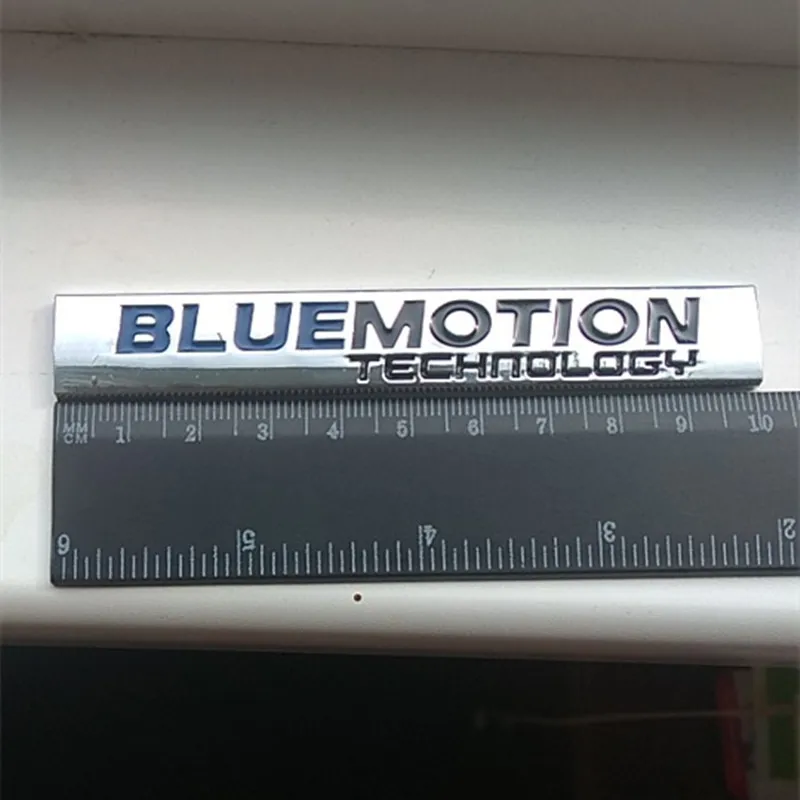 BLUEMOTION
TECHNOLOGY
MM 1 2 3 4 5 6 7 8 9 10
CM
6 5 4 3 2